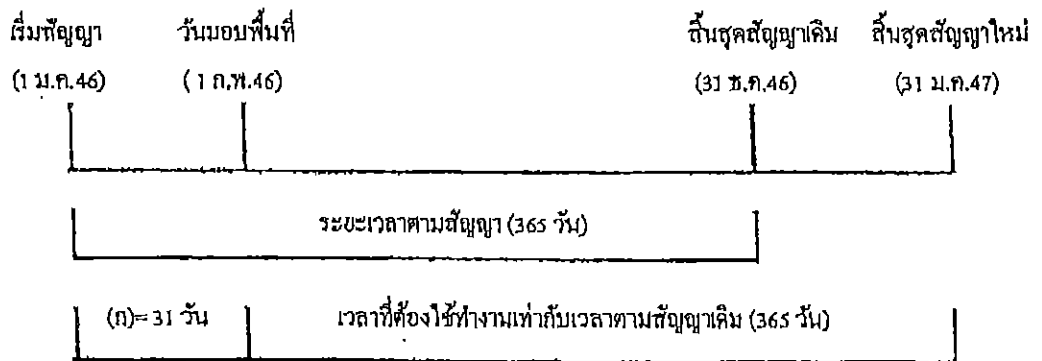 เริ่มสัญญา วันมอบพื้นที่ สิ้นสุดสัญญาเดิม สิ้นสุดสัญญาใหม่
(1 ม.ค.46) ( 1 ก.พ.46) (31 ธ.ค.46) (31 ม.ค.47)
ระยะเวลาตามสัญญา (365 วัน)
(ก)= 31 วัน เวลาที่ต้องใช้ทำงานเท่ากับเวลาตามสัญญาเดิม (365 วัน)